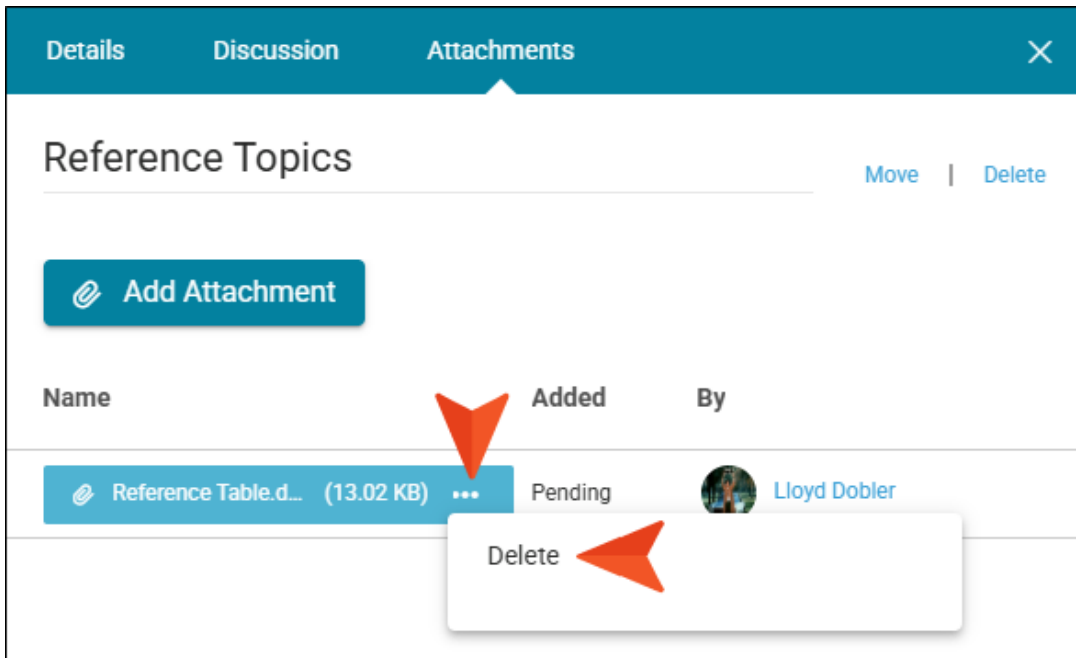 Details Discussion Attachments
Reference Topics
Move | Delete
Add Attachment
Name Added By
Reference Table.d... (13.02 KB) ••• Pending Lloyd Dobler
Delete